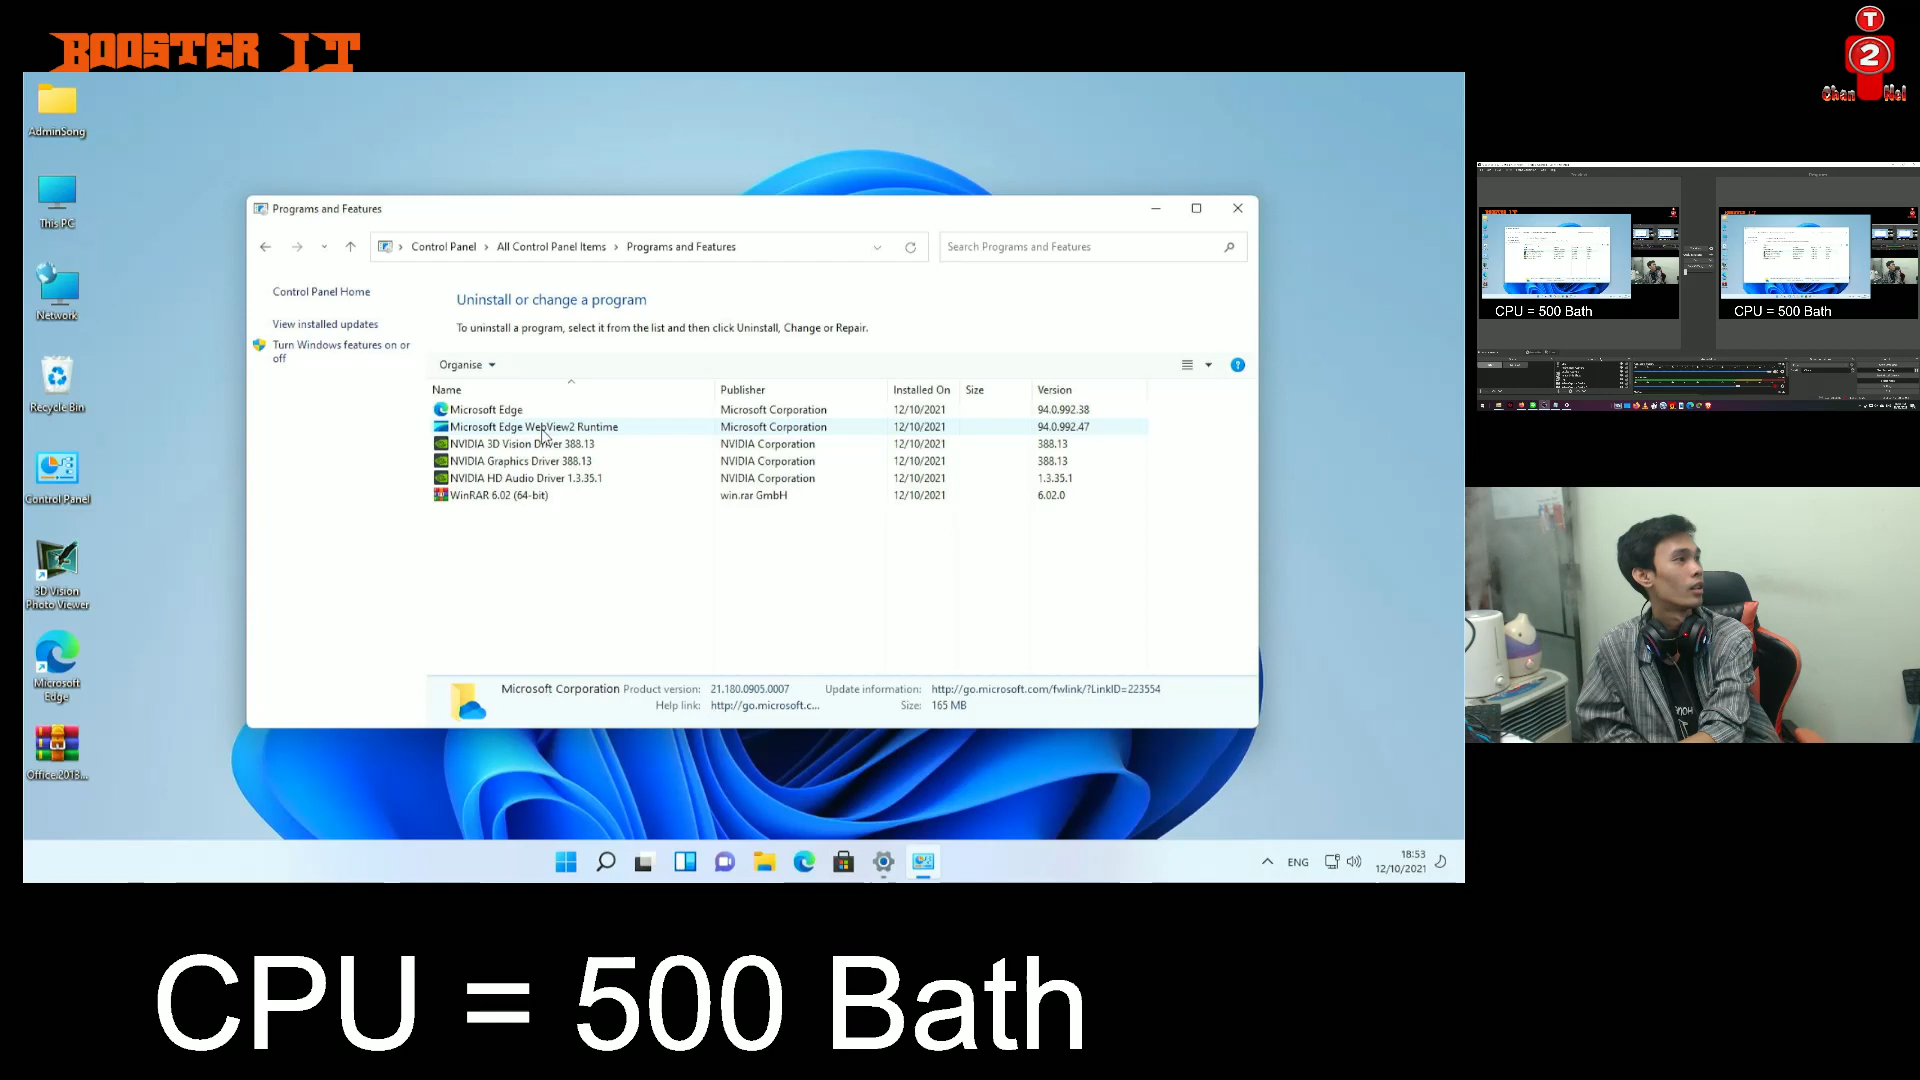 BOOSTER IT
T
2
Chan Nel
AdminSong
This PC
Network
Recycle Bin
Control Panel
3D Vision
Photo Viewer
Microsoft
Edge
Office.2013...
Programs and Features
Control Panel > All Control Panel Items > Programs and Features
Search Programs and Features
Control Panel Home
View installed updates
Turn Windows features on or
off
Uninstall or change a program
To uninstall a program, select it from the list and then click Uninstall, Change or Repair.
Organise
Name Publisher Installed On Size Version
Microsoft Edge Microsoft Corporation 12/10/2021 94.0.992.38
Microsoft Edge WebView2 Runtime Microsoft Corporation 12/10/2021 94.0.992.47
NVIDIA 3D Vision Driver 388.13 NVIDIA Corporation 12/10/2021 388.13
NVIDIA Graphics Driver 388.13 NVIDIA Corporation 12/10/2021 388.13
NVIDIA HD Audio Driver 1.3.35.1 NVIDIA Corporation 12/10/2021 1.3.35.1
WinRAR 6.02 (64-bit) win.rar GmbH 12/10/2021 6.02.0
Microsoft Corporation Product version: 21.180.0905.0007 Update information: http://go.microsoft.com/fwlink/?LinkID=223554
Help link: http://go.microsoft.c... Size: 165 MB
ENG
18:53
12/10/2021
CPU = 500 Bath
CPU = 500 Bath
CPU = 500 Bath